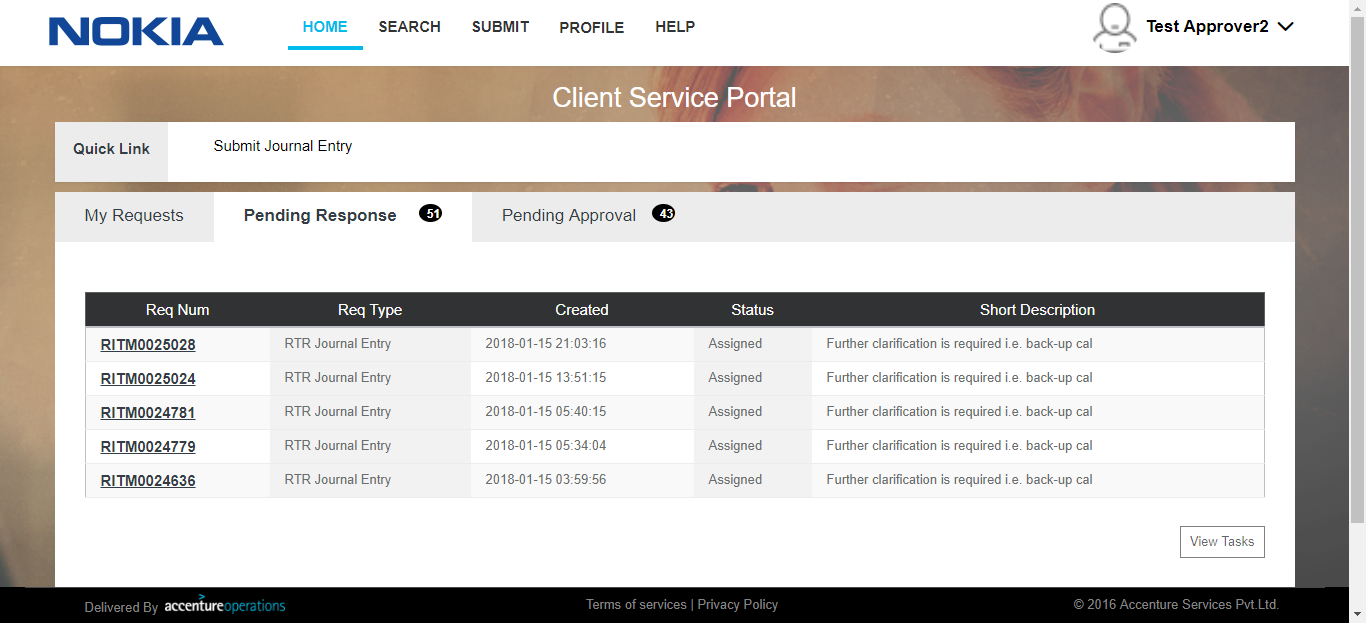 NOKIA HOME SEARCH SUBMIT PROFILE HELP Test Approver2
Client Service Portal
Quick Link Submit Journal Entry
My Requests Pending Response 51 Pending Approval 43
Req Num Req Type Created Status Short Description
RITM0025028 RTR Journal Entry 2018-01-15 21:03:16 Assigned Further clarification is required i.e. back-up cal
RITM0025024 RTR Journal Entry 2018-01-15 13:51:15 Assigned Further clarification is required i.e. back-up cal
RITM0024781 RTR Journal Entry 2018-01-15 05:40:15 Assigned Further clarification is required i.e. back-up cal
RITM0024779 RTR Journal Entry 2018-01-15 05:34:04 Assigned Further clarification is required i.e. back-up cal
RITM0024636 RTR Journal Entry 2018-01-15 03:59:56 Assigned Further clarification is required i.e. back-up cal
View Tasks
Delivered By accentureoperations Terms of services | Privacy Policy © 2016 Accenture Services Pvt.Ltd.